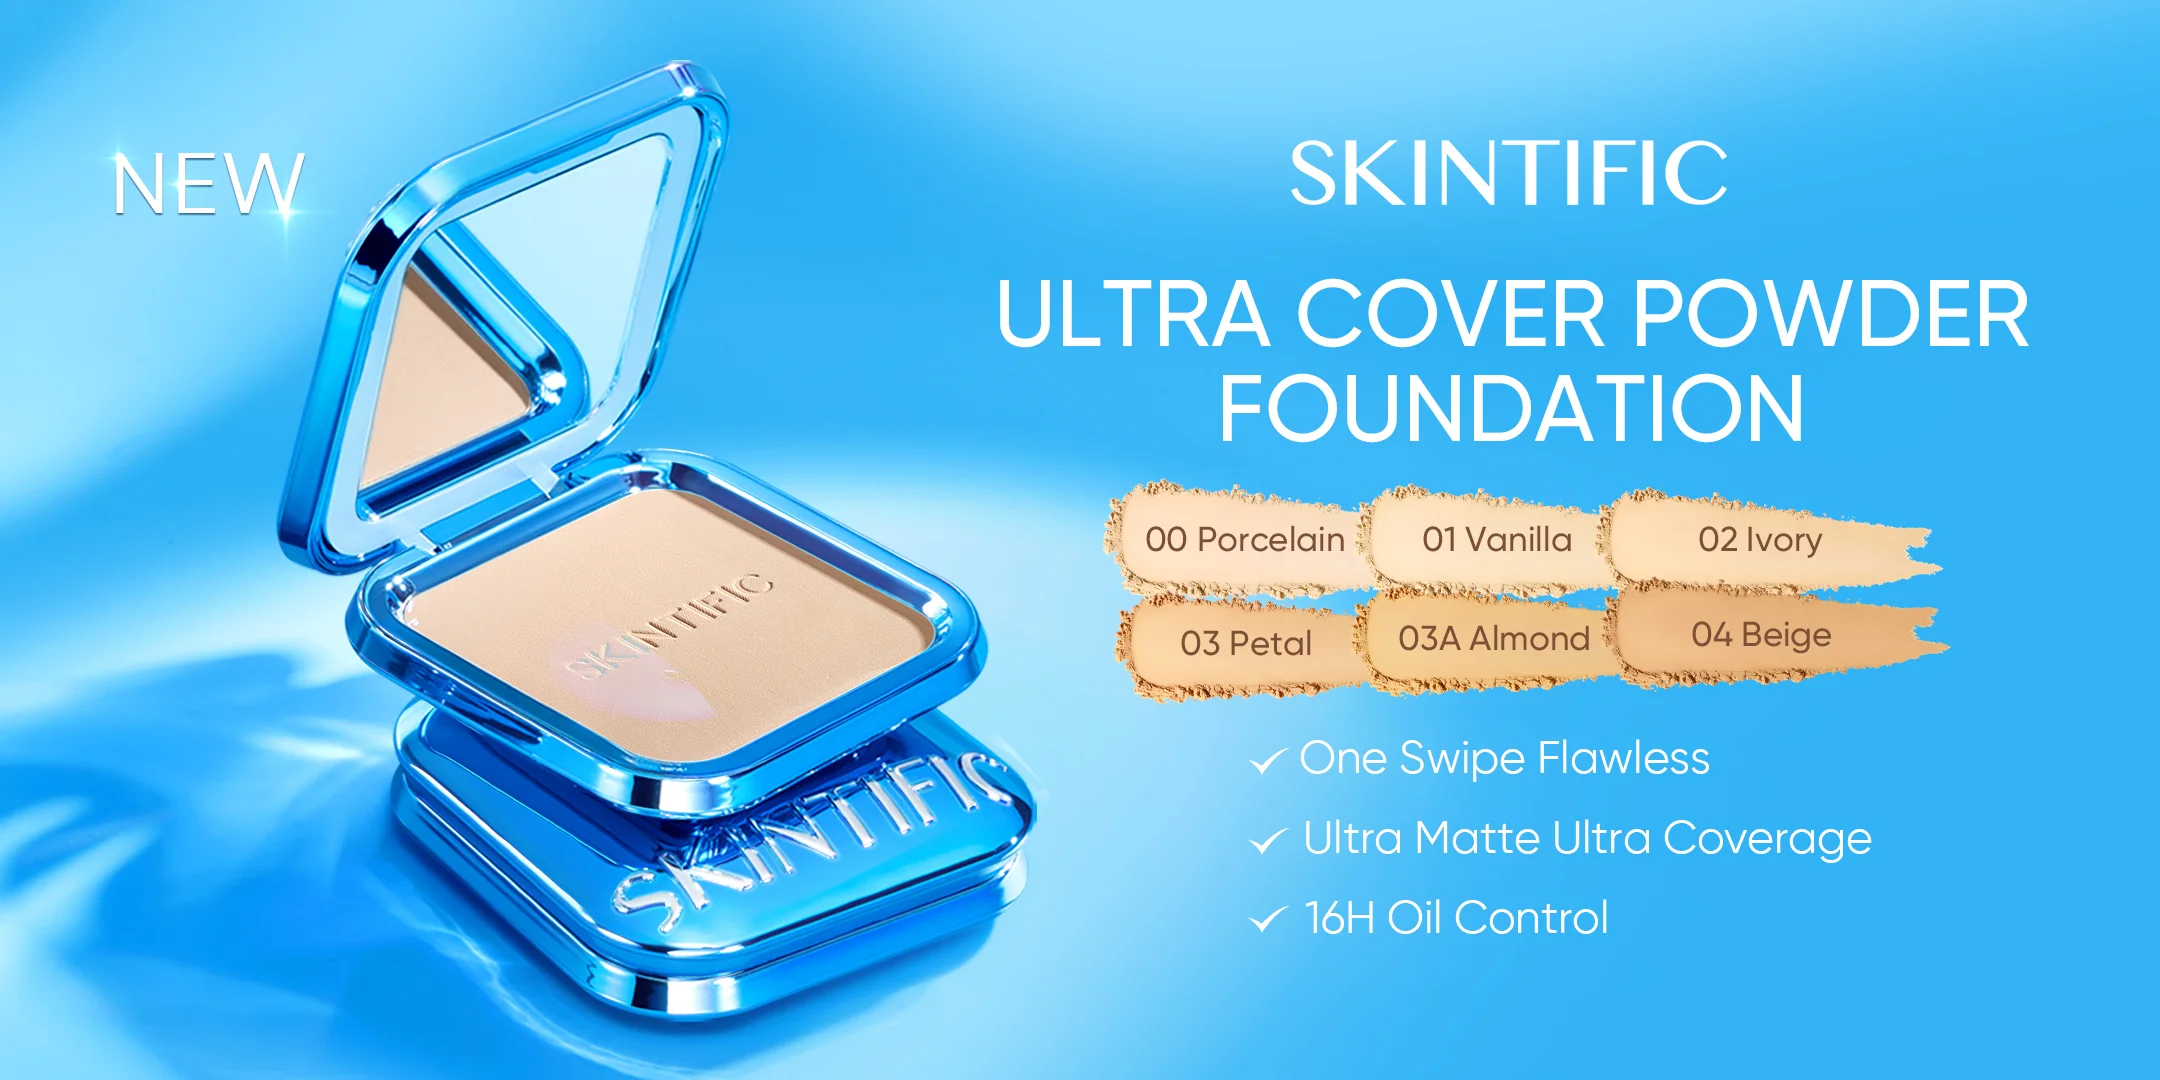 NEW
SKINTIFIC
ULTRA COVER POWDER
FOUNDATION
00 Porcelain
01 Vanilla
02 Ivory
03 Petal
03A Almond
04 Beige
One Swipe Flawless
Ultra Matte Ultra Coverage
16H Oil Control
SKINTIFIC
SKINTIFIC